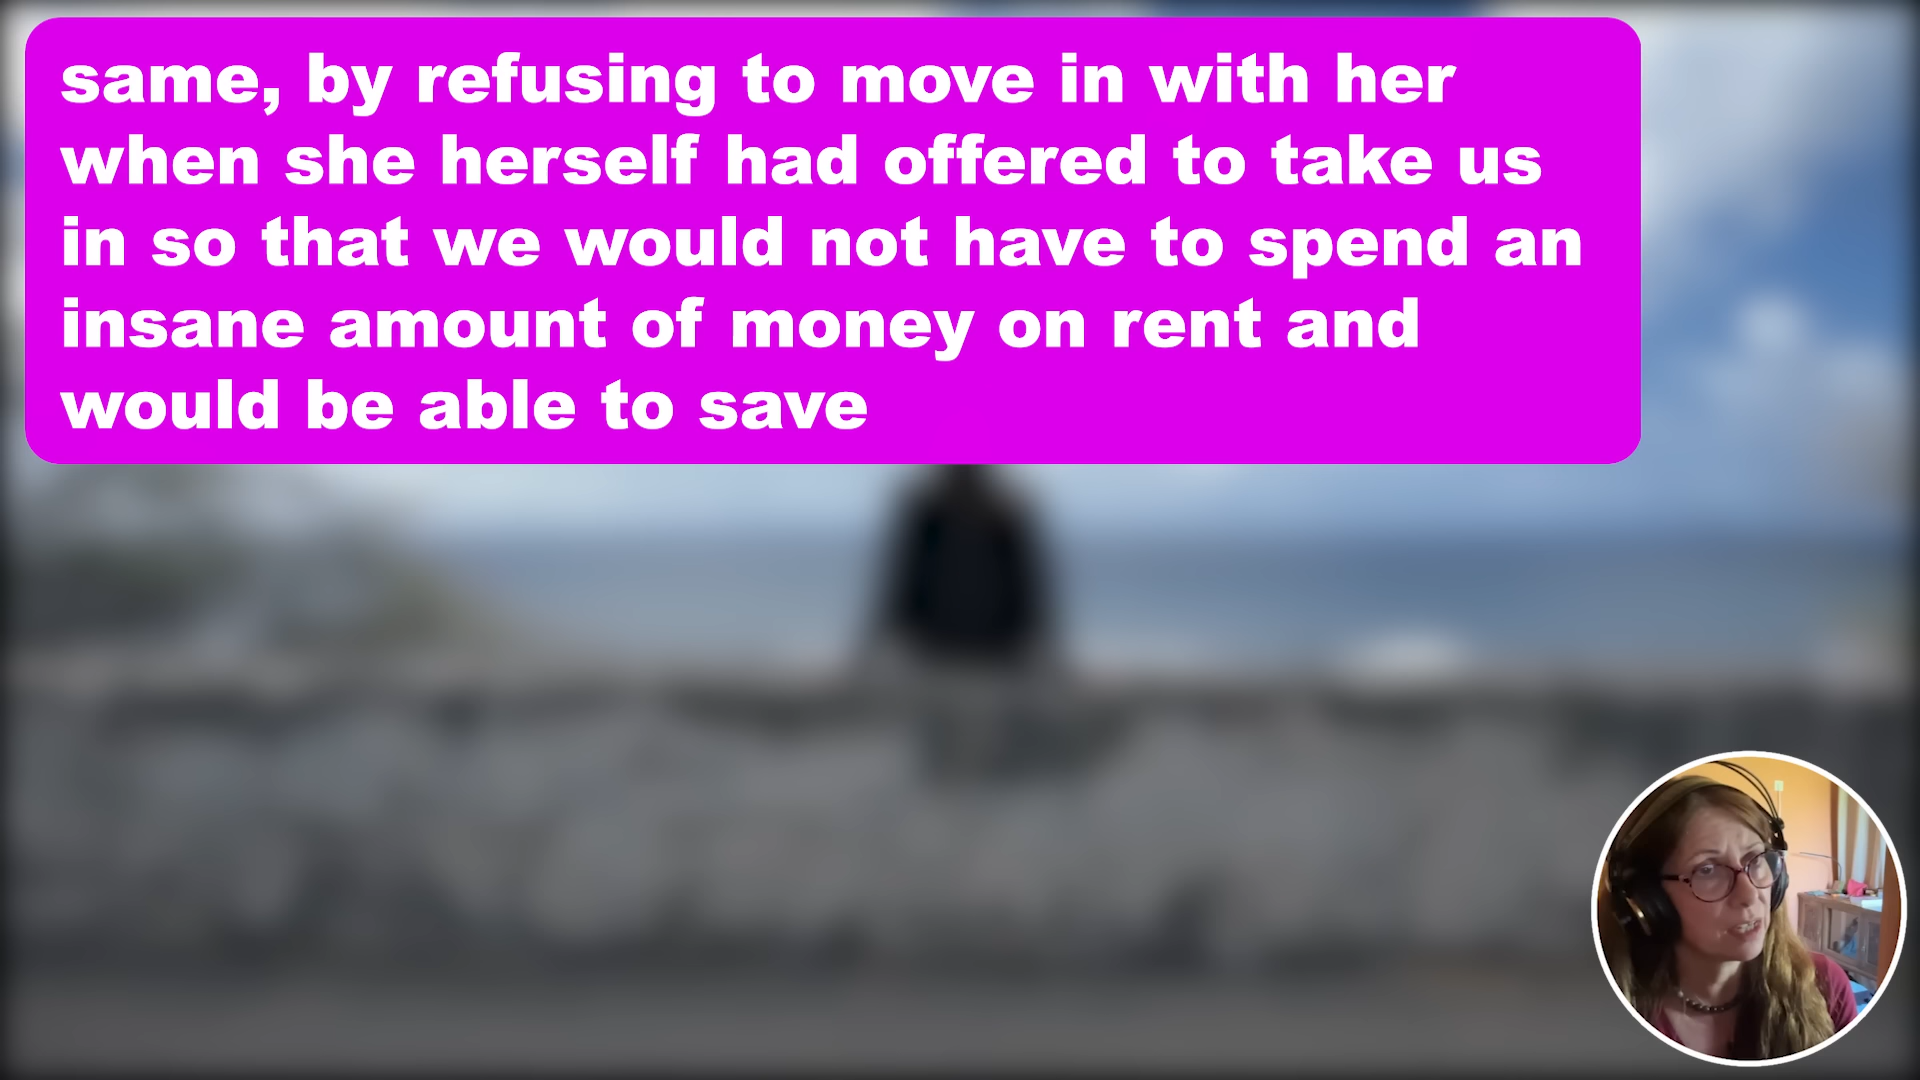 same, by refusing to move in with her
when she herself had offered to take us
in so that we would not have to spend an
insane amount of money on rent and
would be able to save